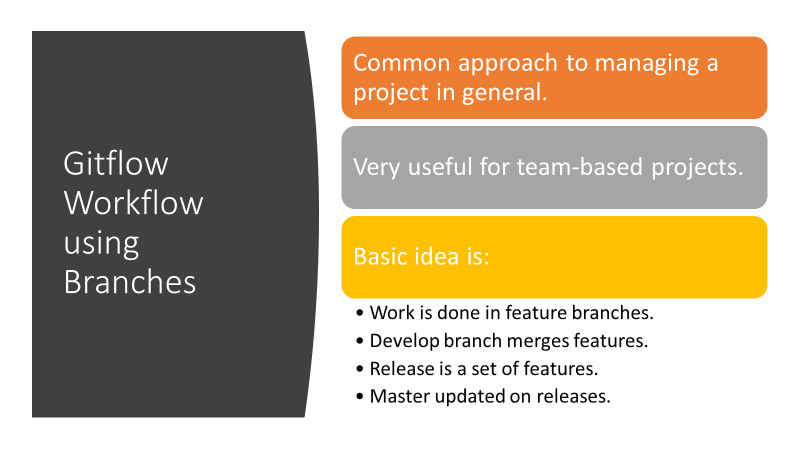 Gitflow
Workflow
using
Branches
Common approach to managing a
project in general.
Very useful for team-based projects.
Basic idea is:
• Work is done in feature branches.
• Develop branch merges features.
• Release is a set of features.
• Master updated on releases.